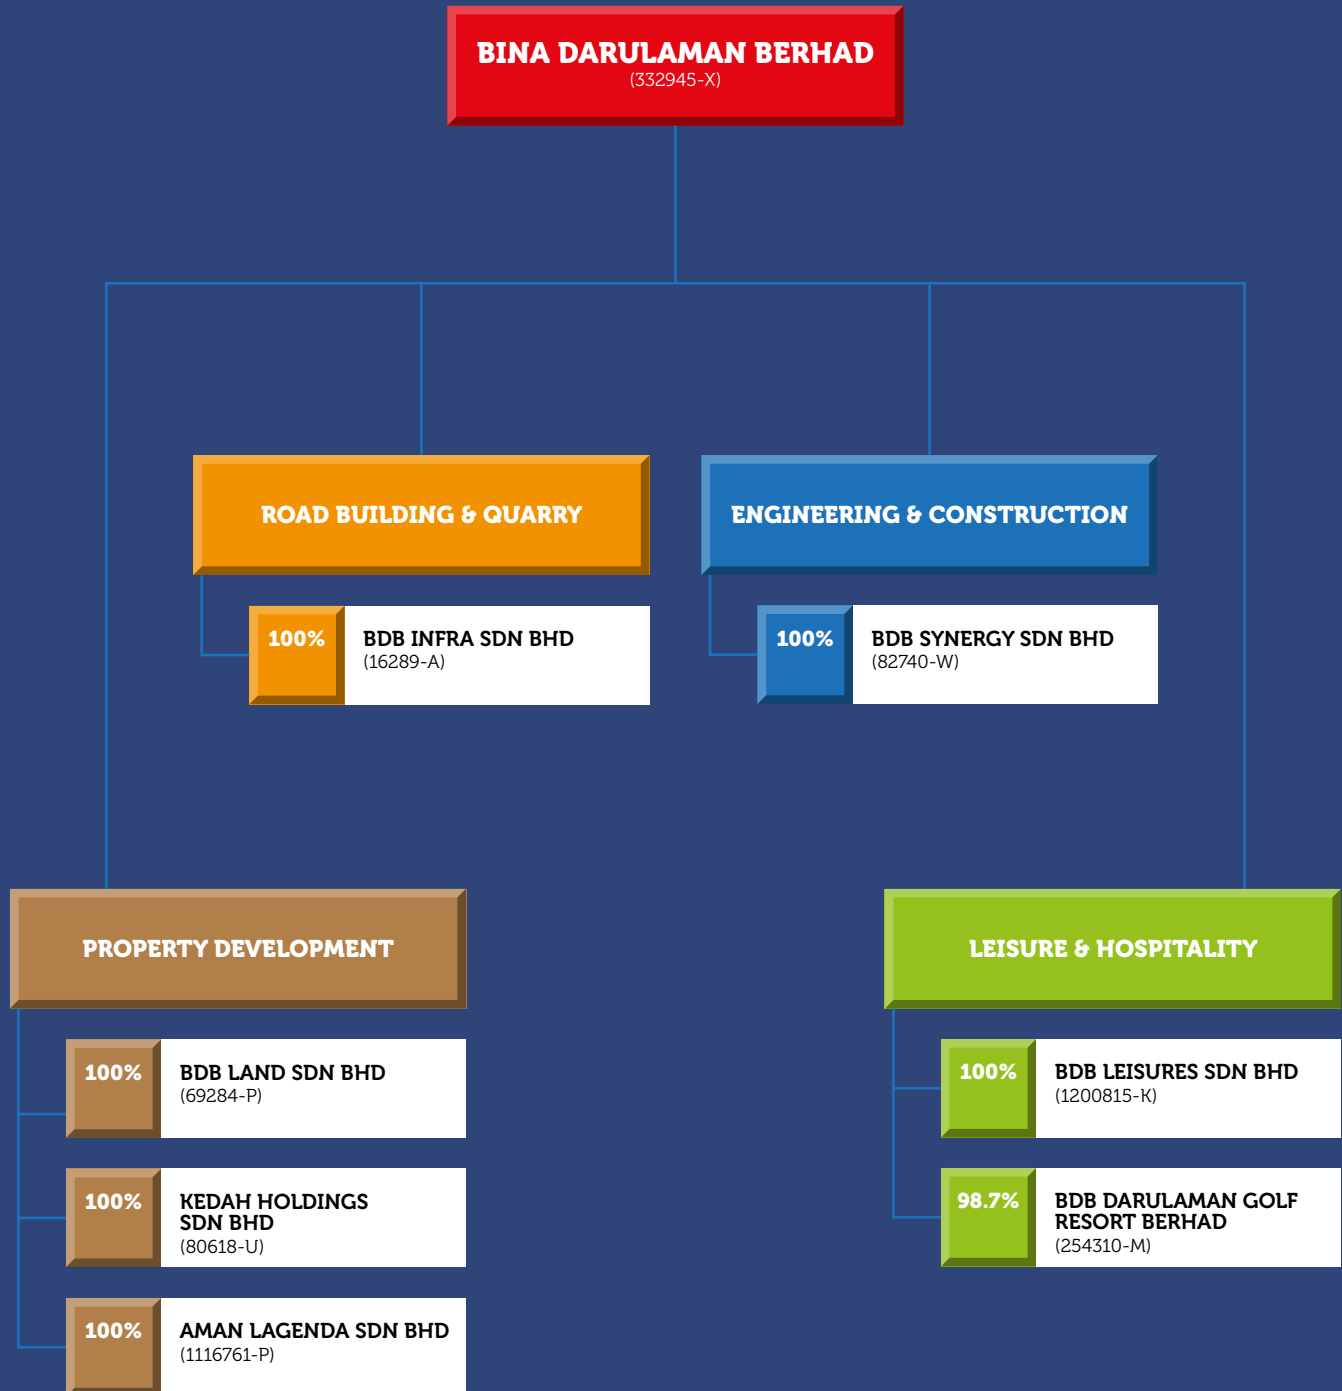 BINA DARULAMAN BERHAD
(332945-X)
ROAD BUILDING & QUARRY
100%
BDB INFRA SDN BHD
(16289-A)
ENGINEERING & CONSTRUCTION
100%
BDB SYNERGY SDN BHD
(82740-W)
PROPERTY DEVELOPMENT
100%
BDB LAND SDN BHD
(69284-P)
100%
KEDAH HOLDINGS
SDN BHD
(80618-U)
100%
AMAN LAGENDA SDN BHD
(1116761-P)
LEISURE & HOSPITALITY
100%
BDB LEISURES SDN BHD
(1200815-K)
98.7%
BDB DARULAMAN GOLF
RESORT BERHAD
(254310-M)